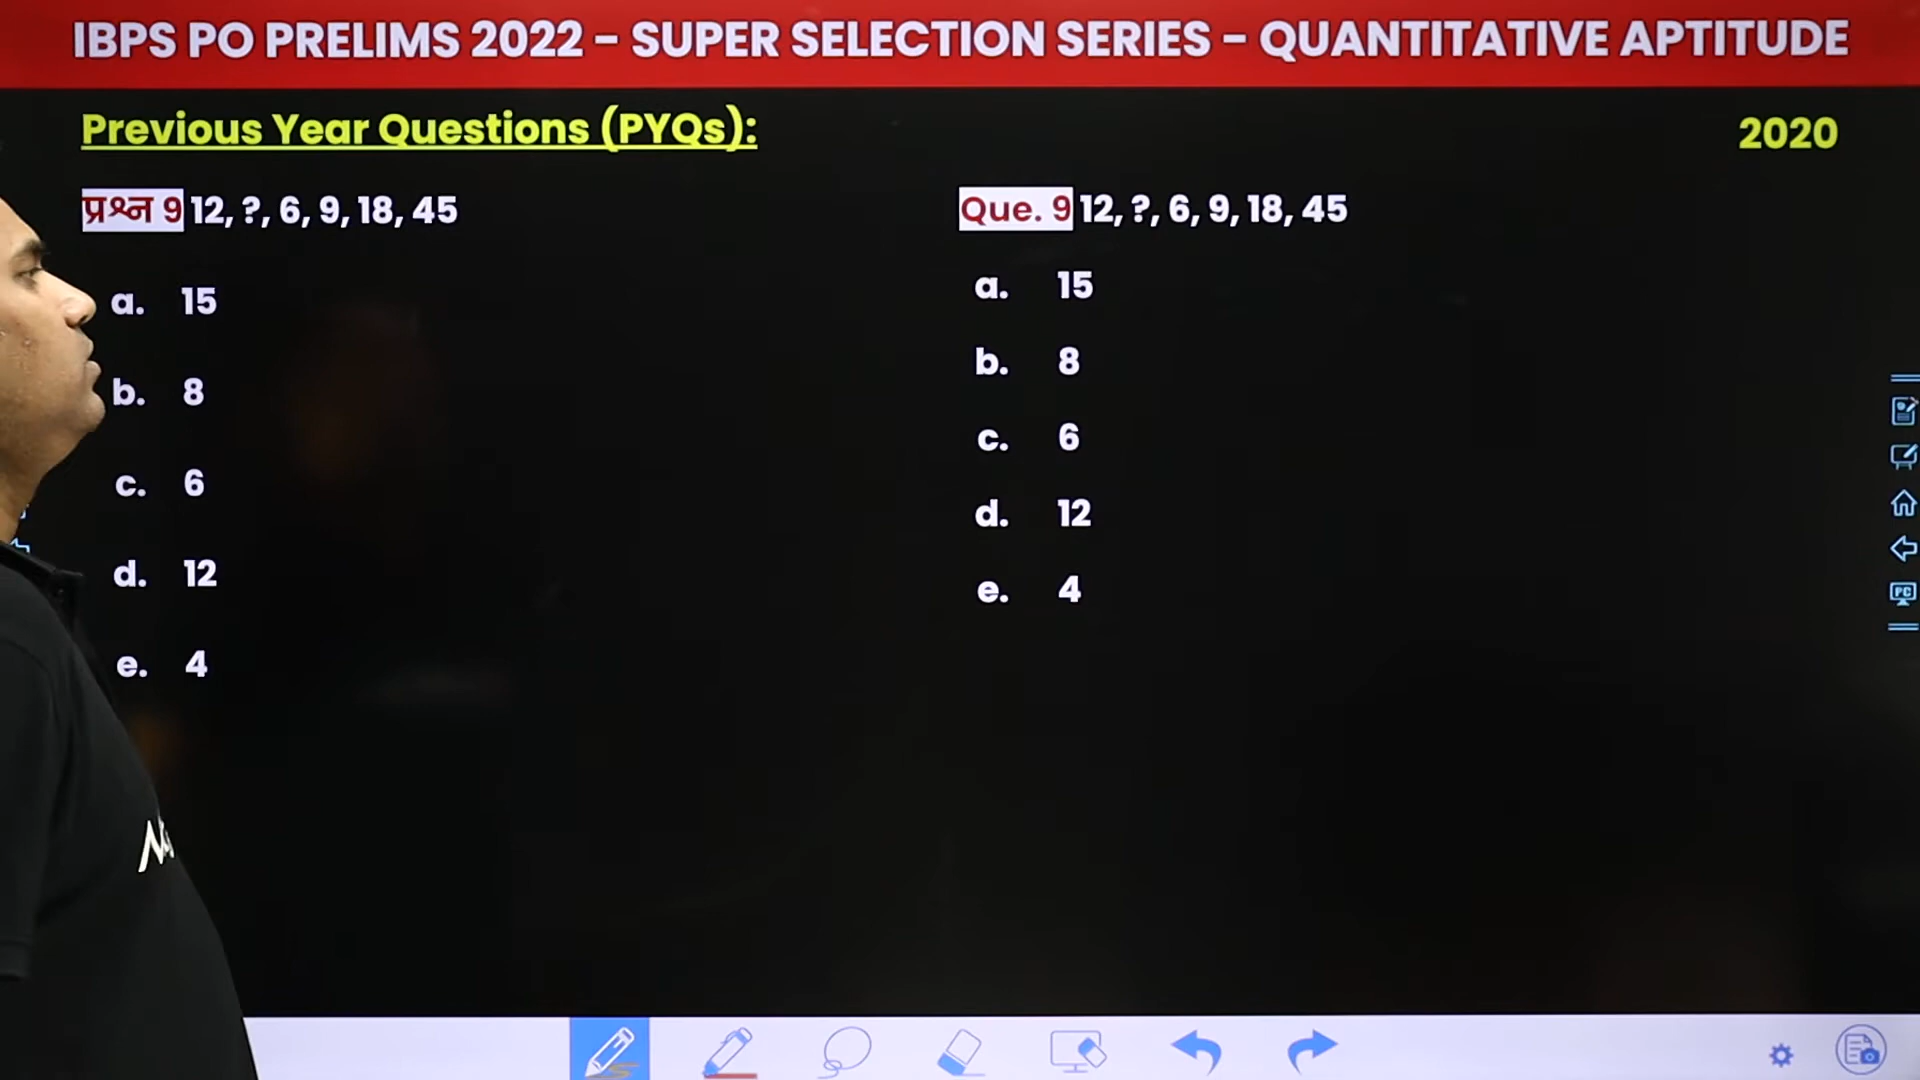 IBPS PO PRELIMS 2022 - SUPER SELECTION SERIES - QUANTITATIVE APTITUDE
Previous Year Questions (PYQs):
2020
प्रश्न 9 12, ?, 6, 9, 18, 45
a. 15
b. 8
c. 6
d. 12
e. 4
Que. 9 12, ?, 6, 9, 18, 45
a. 15
b. 8
c. 6
d. 12
e. 4
PC